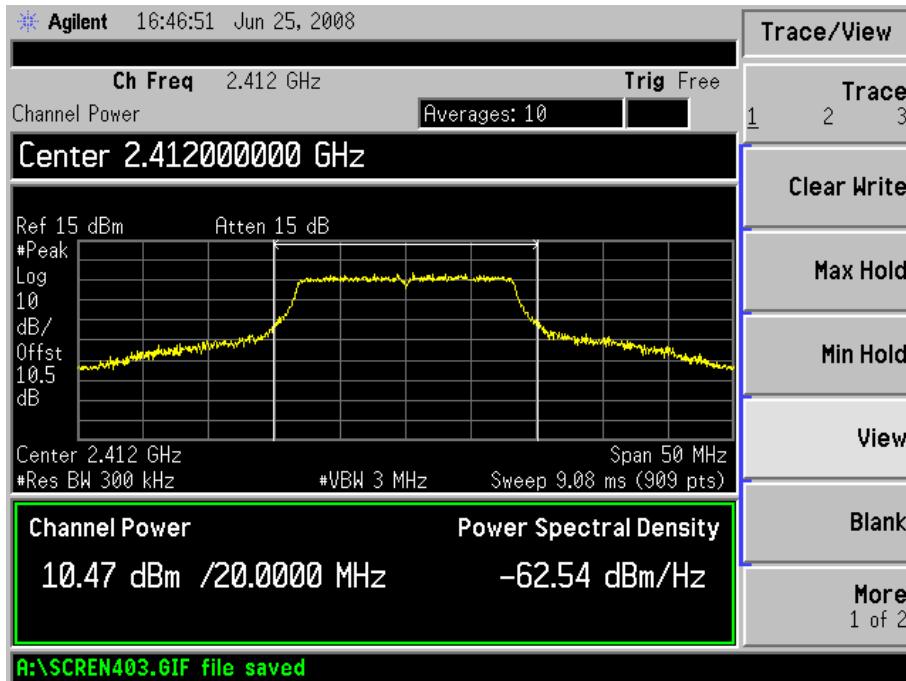 Agilent 16:46:51 Jun 25, 2008
Trace/View
Ch Freq 2.412 GHz Trig Free
Channel Power Averages: 10
Trace
1 2 3
Center 2.412000000 GHz
Clear Write
Ref 15 dBm Atten 15 dB
#Peak
Log
10
dB/
Offst
10.5
dB
Max Hold
Min Hold
Center 2.412 GHz Span 50 MHz
#Res BW 300 kHz #VBW 3 MHz Sweep 9.08 ms (909 pts)
View
Channel Power Power Spectral Density
10.47 dBm /20.0000 MHz -62.54 dBm/Hz
Blank
More
1 of 2
A:\SCREN403.GIF file saved